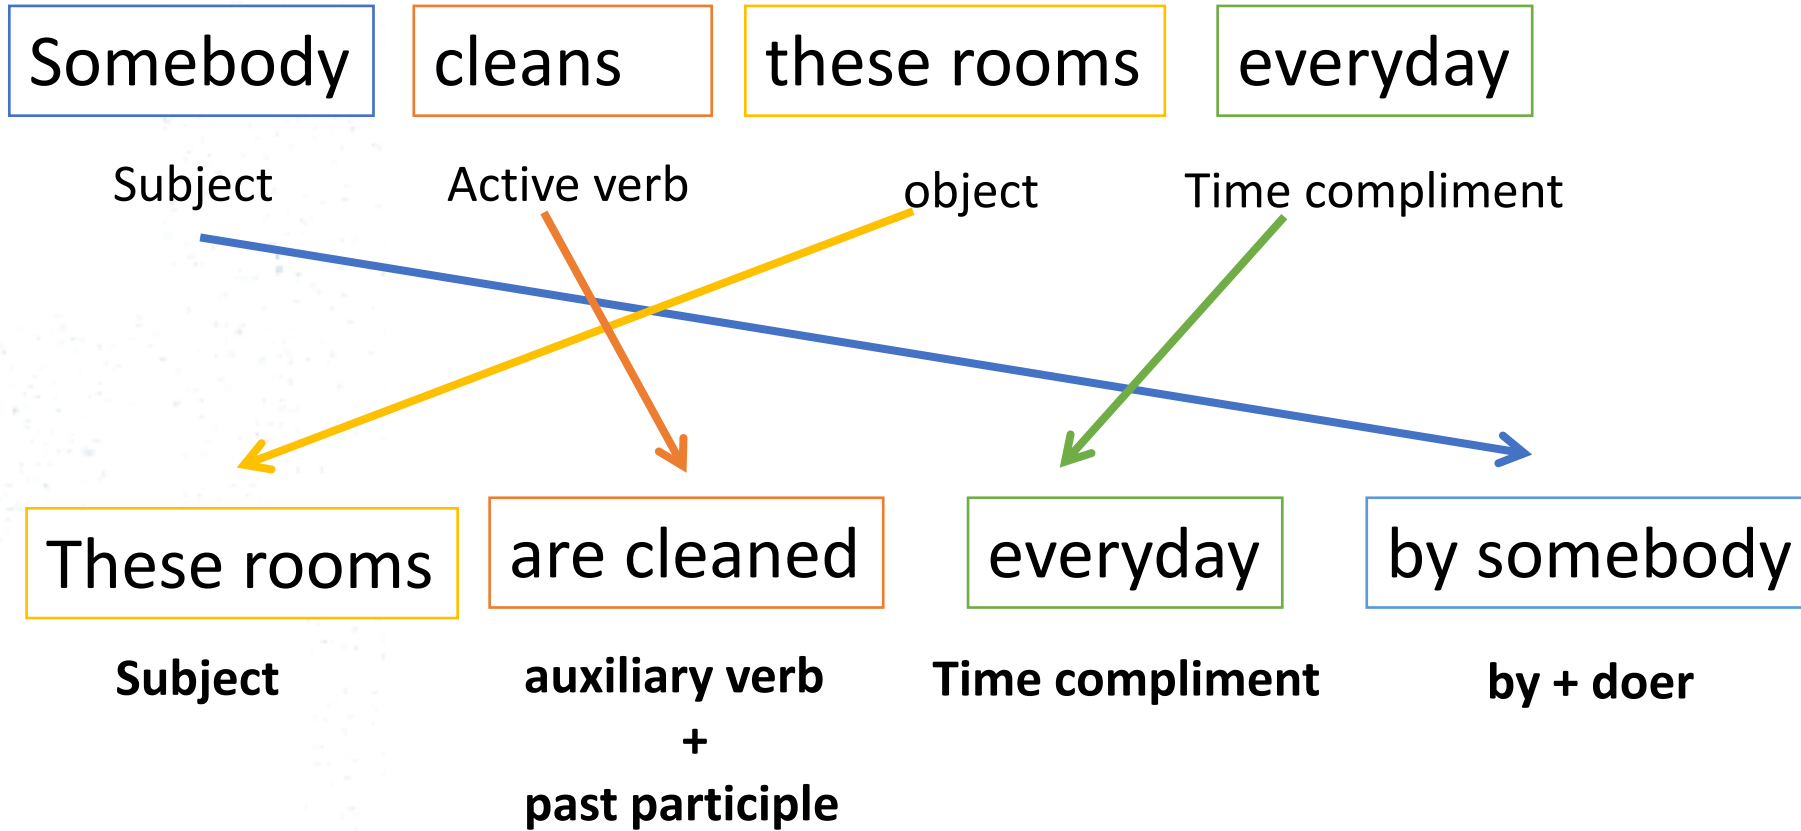 Somebody cleans these rooms everyday
Subject Active verb object Time compliment
These rooms are cleaned everyday by somebody
Subject auxiliary verb Time compliment by + doer
+
past participle